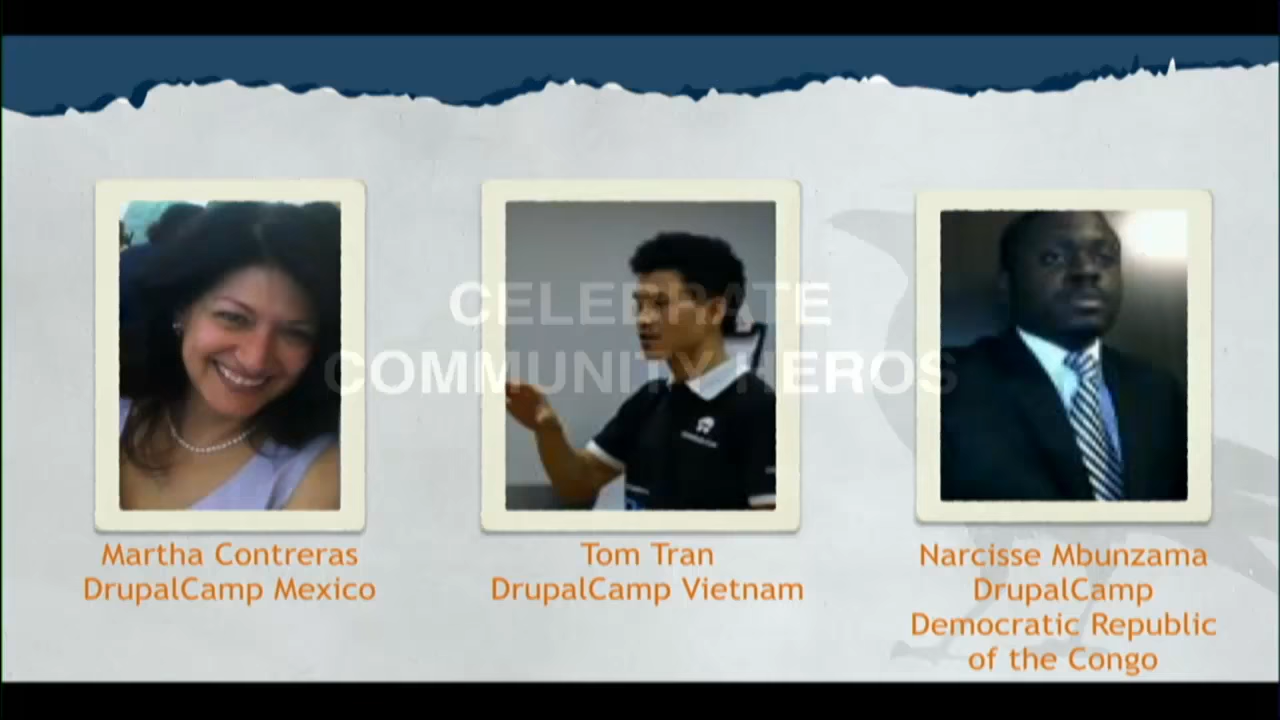 CELEBRATE
COMMUNITY HEROS
Martha Contreras
DrupalCamp Mexico
Tom Tran
DrupalCamp Vietnam
Narcisse Mbunzama
DrupalCamp
Democratic Republic
of the Congo